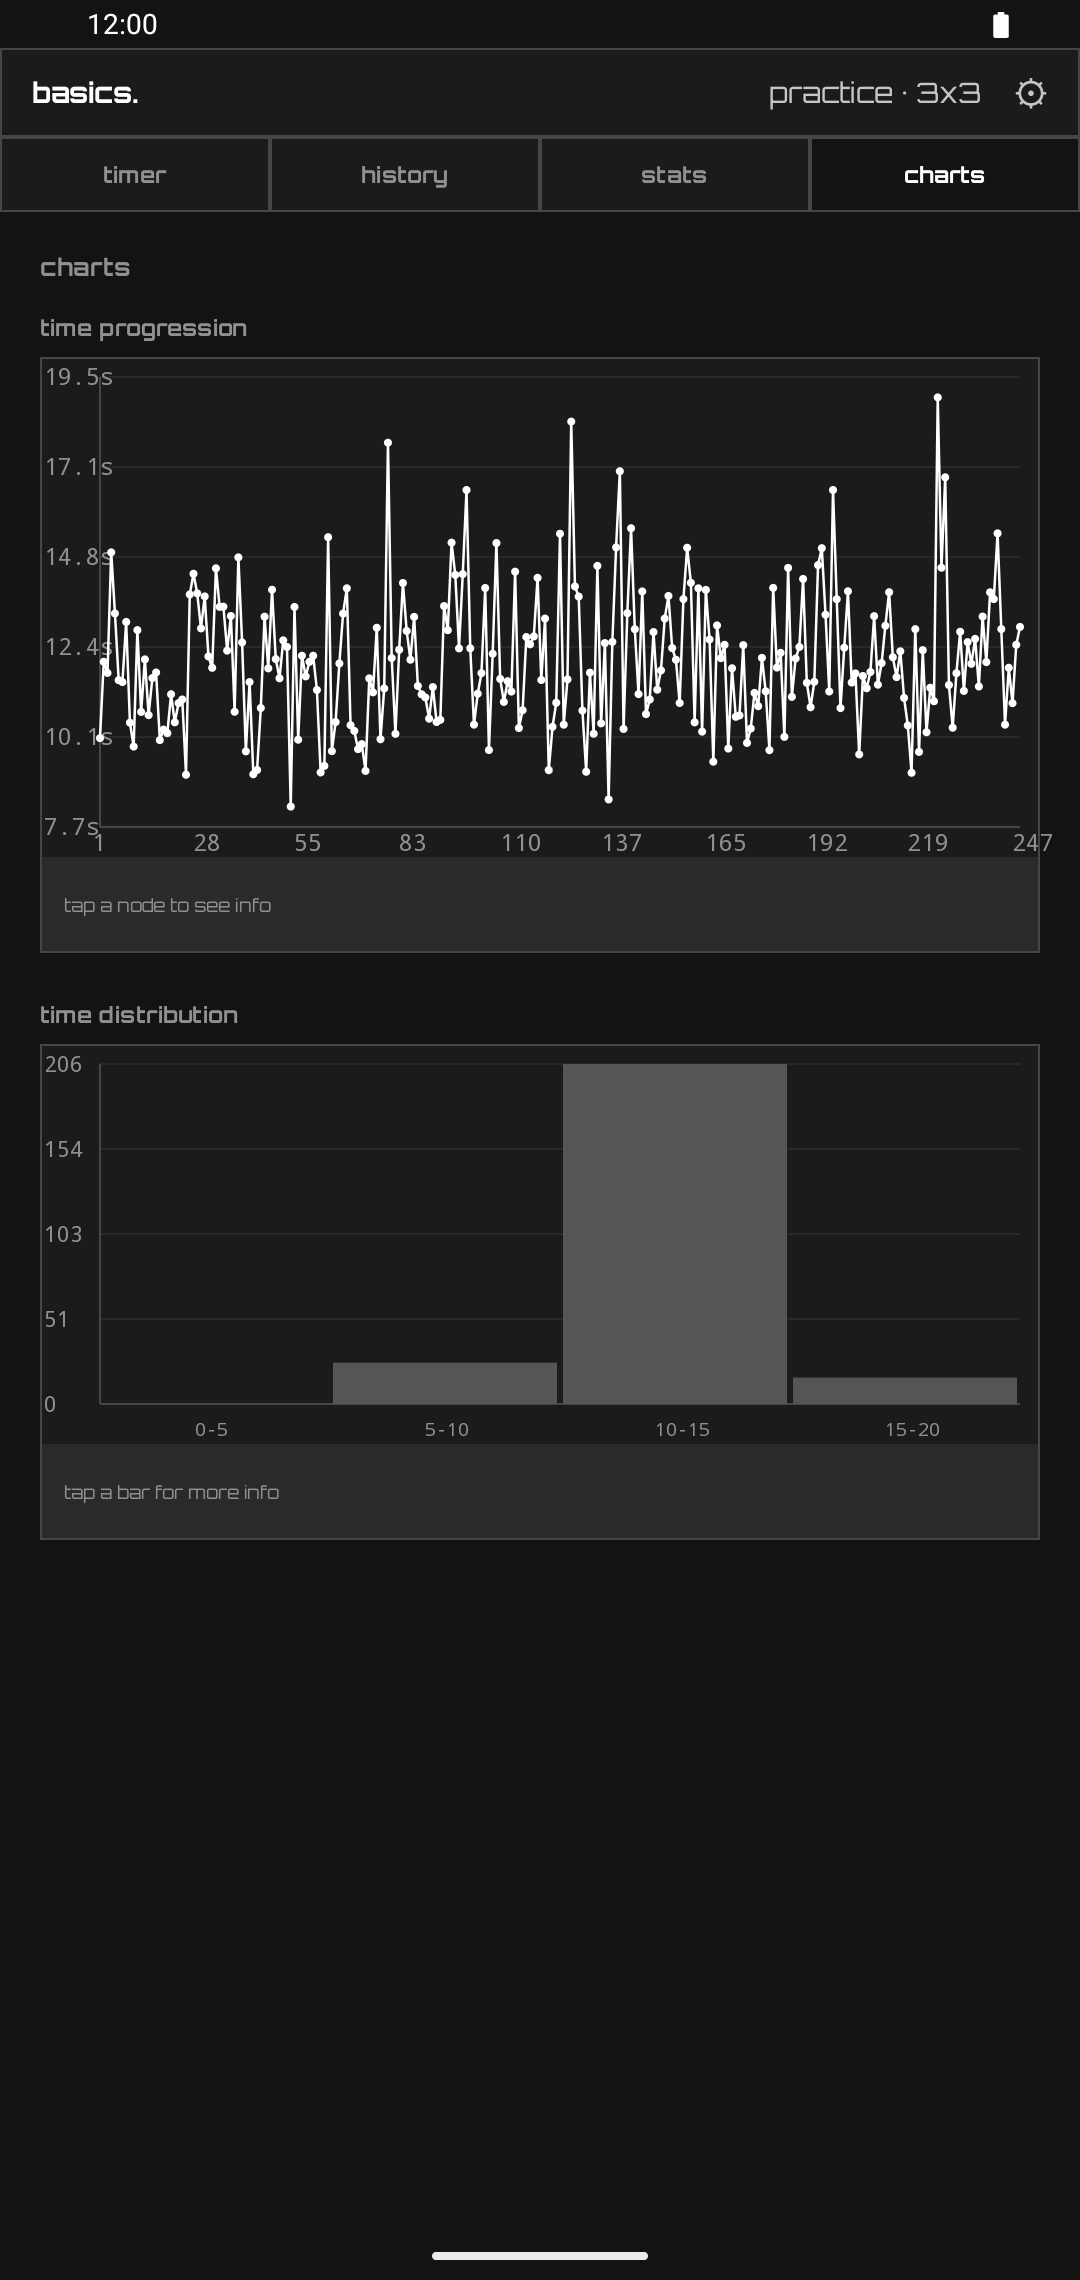 12:00
basics.
practice · 3x3
timer
history
stats
charts
charts
time progression
19.5s
17.1s
14.8s
12.4s
10.1s
7.7s
1 28 55 83 110 137 165 192 219 247
tap a node to see info
time distribution
206
154
103
51
0
0-5 5-10 10-15 15-20
tap a bar for more info